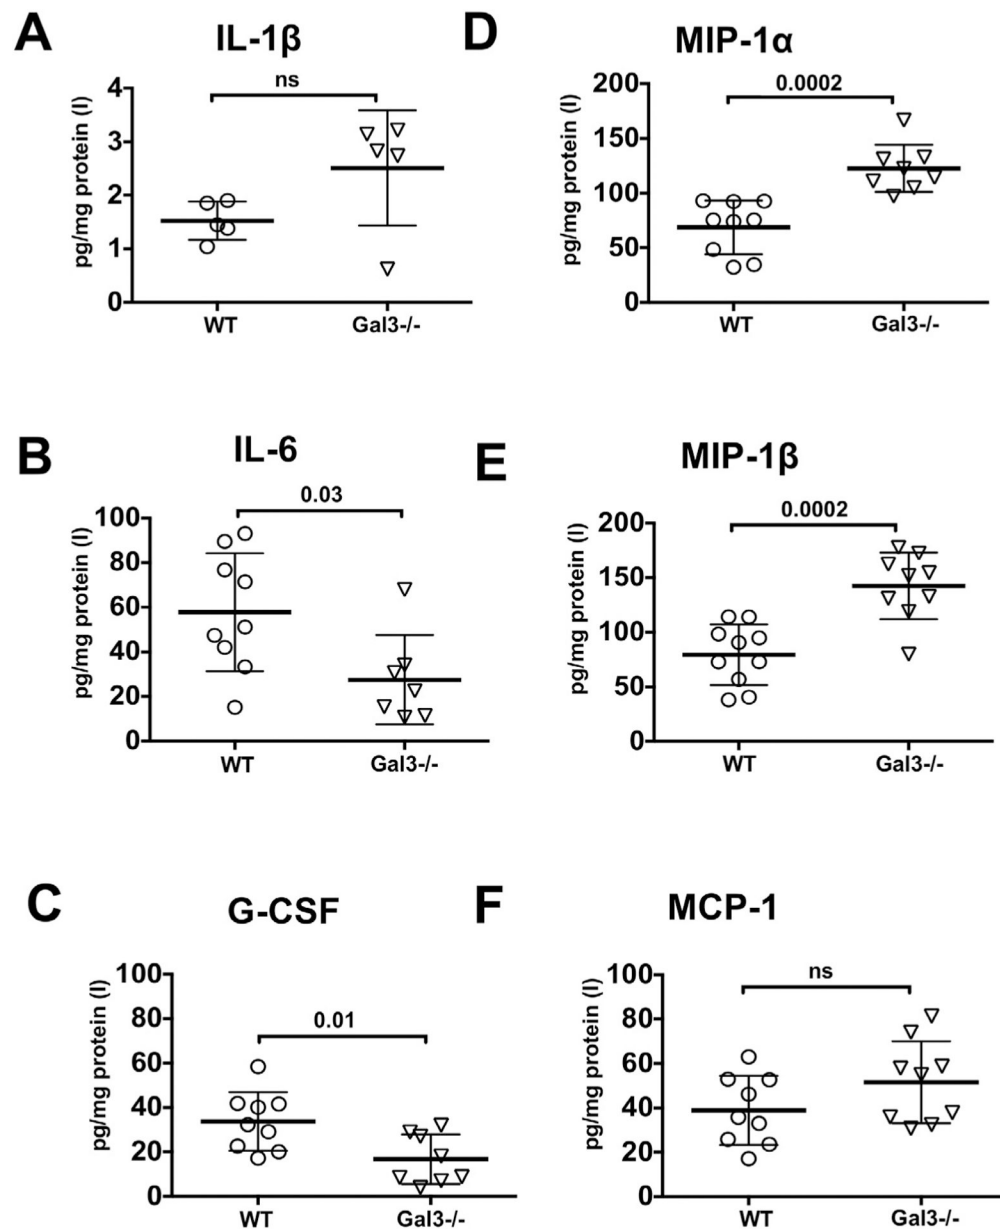 A
IL-1β
ns
pg/mg protein (I)
4
3
2
1
0
WT
Gal3-/-
D
MIP-1α
0.0002
pg/mg protein (I)
200
150
100
50
0
WT
Gal3-/-
B
IL-6
0.03
pg/mg protein (I)
100
80
60
40
20
0
WT
Gal3-/-
E
MIP-1β
0.0002
pg/mg protein (I)
200
150
100
50
0
WT
Gal3-/-
C
G-CSF
0.01
pg/mg protein (I)
100
80
60
40
20
0
WT
Gal3-/-
F
MCP-1
ns
pg/mg protein (I)
100
80
60
40
20
0
WT
Gal3-/-